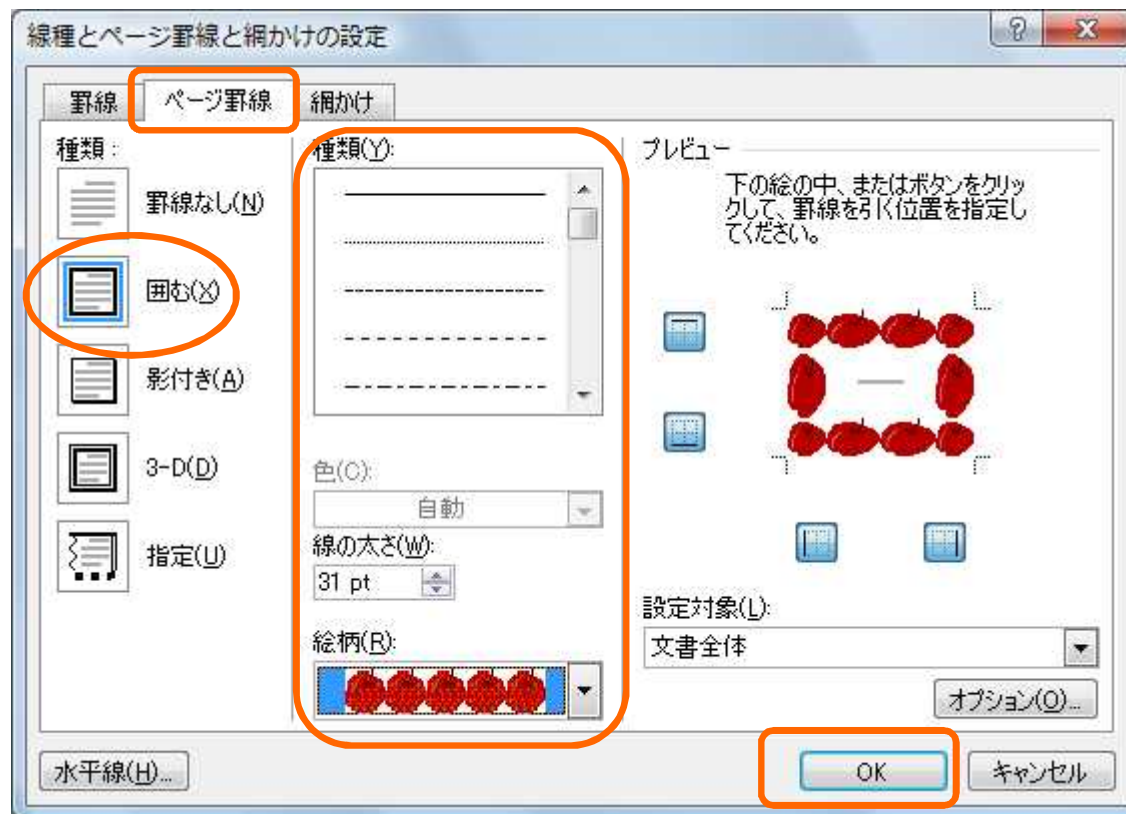 線種とページ罫線と網かけの設定
罫線 ページ罫線 網かけ
種類:
罫線なし(N)
囲む(X)
影付き(A)
3-D(D)
指定(U)
種類(Y):
色(C):
自動
線の太さ(W):
31 pt
絵柄(R):
プレビュー
下の絵の中、またはボタンをクリッ
クして、罫線を引く位置を指定し
てください。
設定対象(L):
文書全体
オプション(O)...
水平線(H)...
OK キャンセル